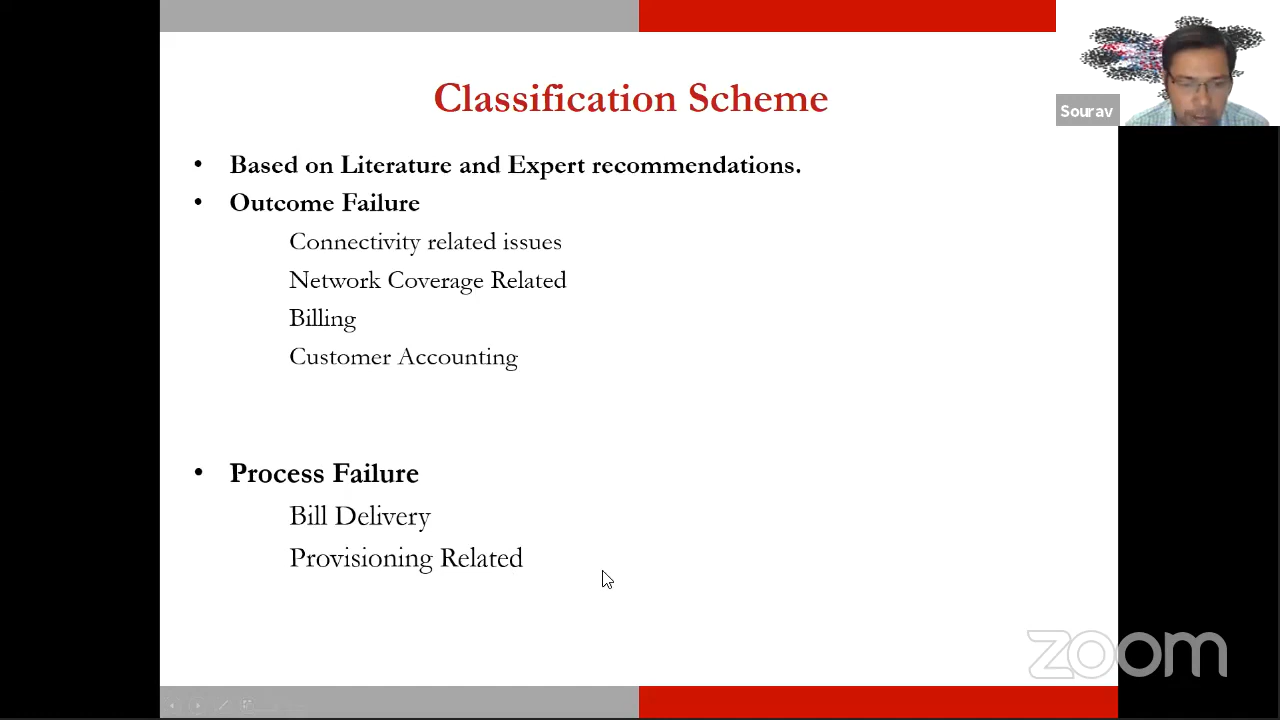 Classification Scheme
Sourav
• Based on Literature and Expert recommendations.
• Outcome Failure
Connectivity related issues
Network Coverage Related
Billing
Customer Accounting
• Process Failure
Bill Delivery
Provisioning Related
zoom